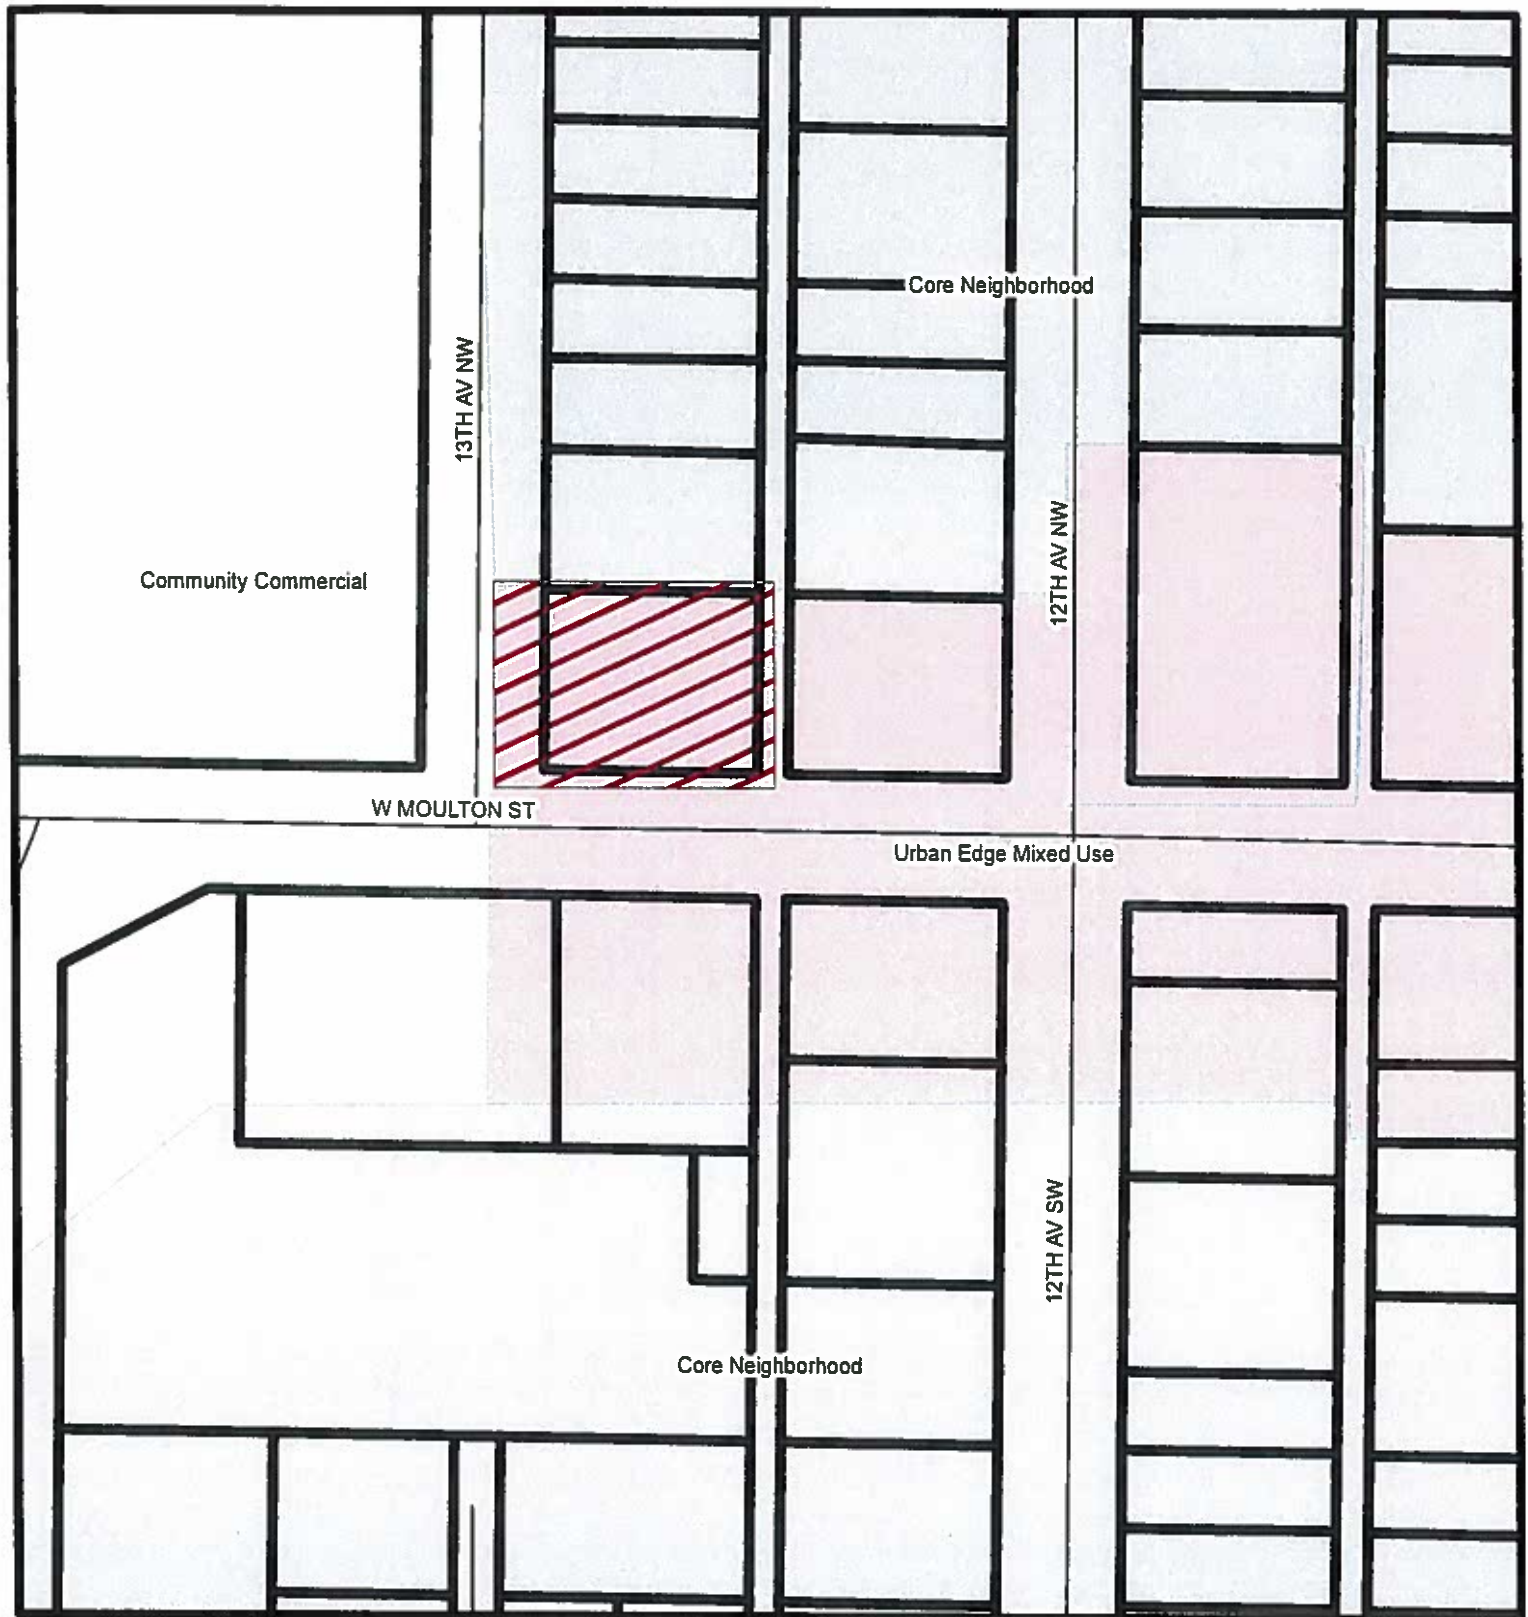 Core Neighborhood
13TH AV NW
12TH AV NW
Community Commercial
W MOULTON ST
Urban Edge Mixed Use
12TH AV SW
Core Neighborhood